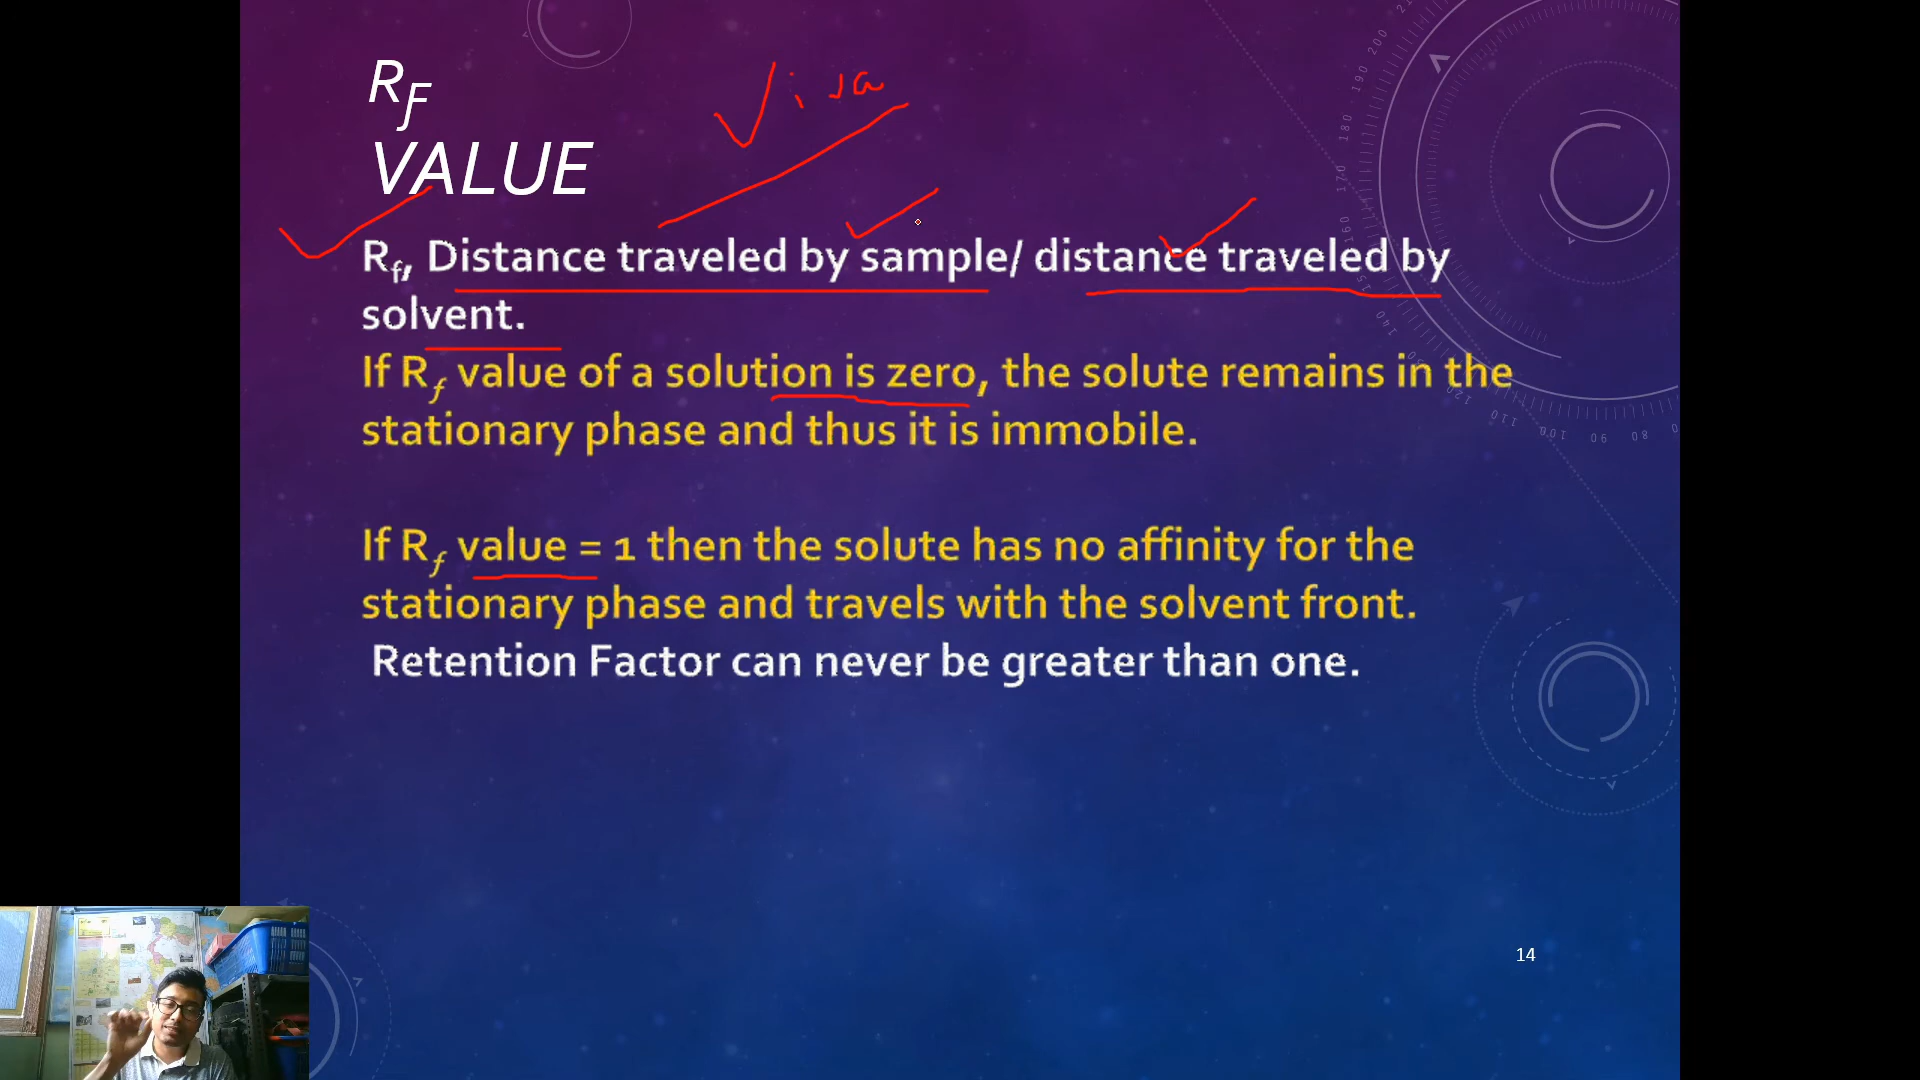 RF
VALUE
Viva
Rf, Distance traveled by sample/ distance traveled by
solvent.
If Rf value of a solution is zero, the solute remains in the
stationary phase and thus it is immobile.
If Rf value = 1 then the solute has no affinity for the
stationary phase and travels with the solvent front.
Retention Factor can never be greater than one.
14